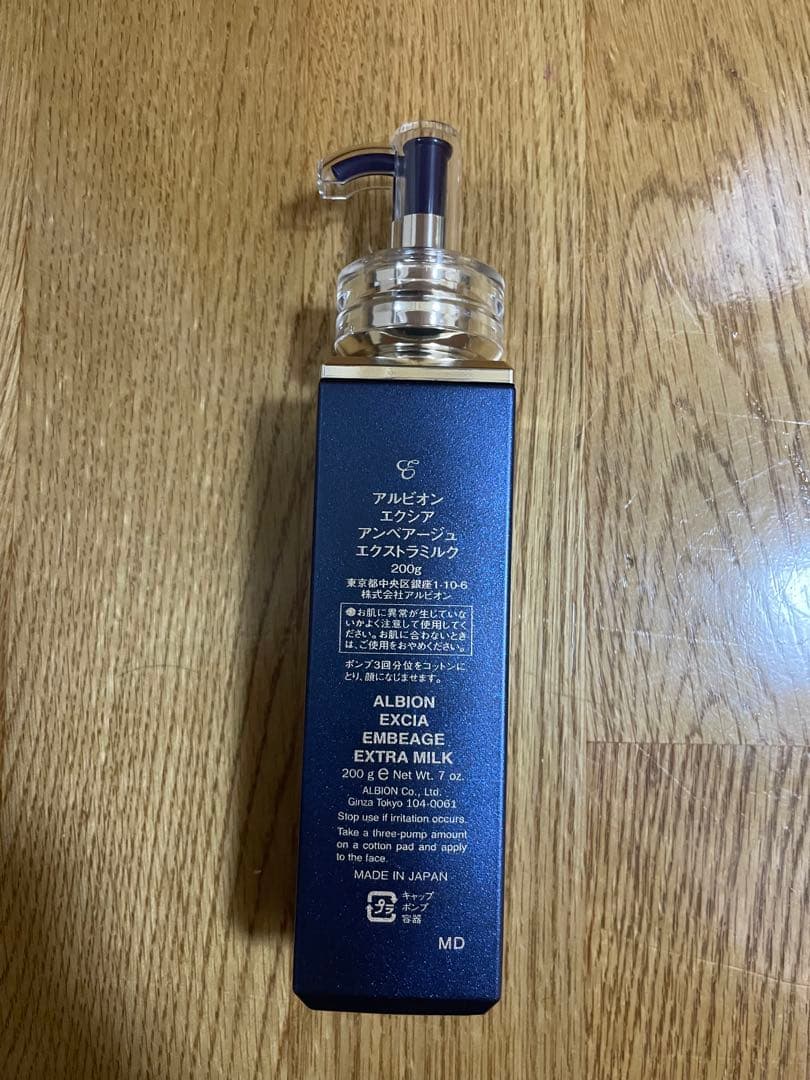 E
アルビオン
エクシア
アンベアージュ
エクストラミルク
200g
東京都中央区銀座1-10-6
株式会社アルビオン
お肌に異常が生じていな
いかよく注意して使用してく
ださい。お肌に合わないとき
は、ご使用をおやめください。
ポンプ3回分位をコットンに
とり、顔になじませます。
ALBION
EXCIA
EMBEAGE
EXTRA MILK
200 g e Net Wt. 7 oz.
ALBION Co., Ltd.
Ginza Tokyo 104-0061
Stop use if irritation occurs.
Take a three-pump amount
on a cotton pad and apply
to the face.
MADE IN JAPAN
プラ
キャップ
ポンプ
容器
MD